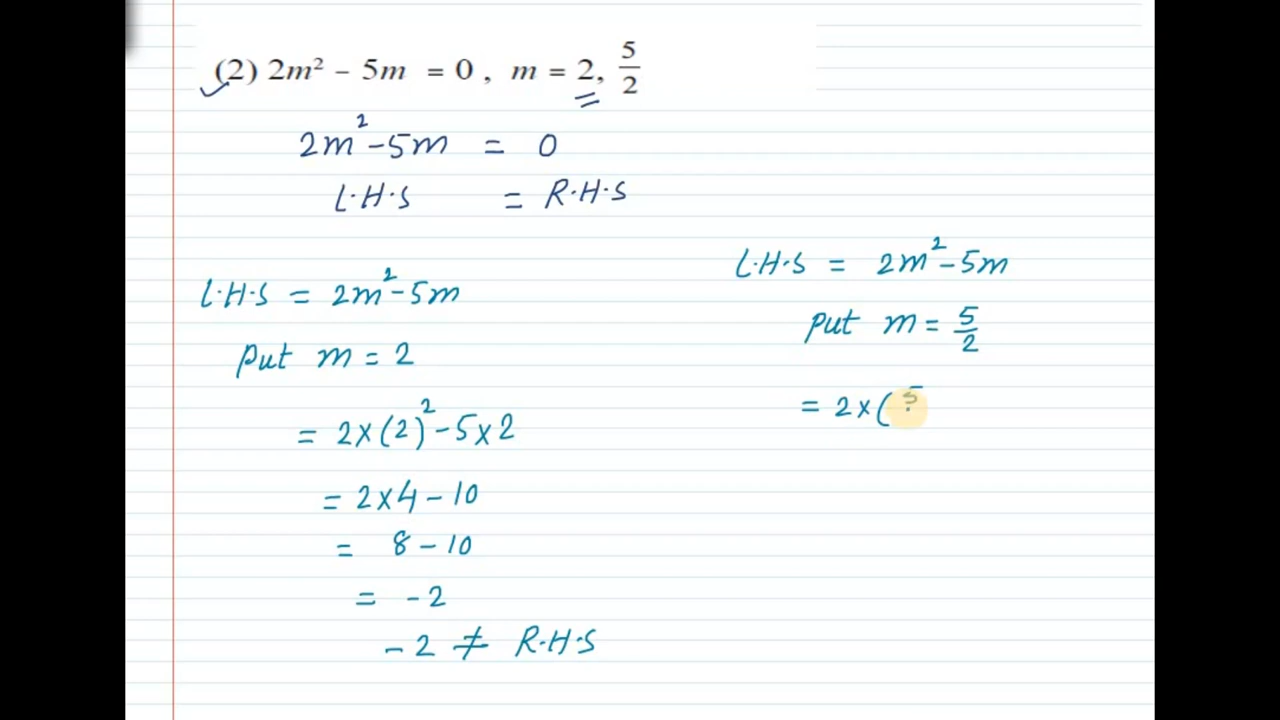 (2) 2m² − 5m = 0 , m = 2, 5/2
2m² - 5m = 0
L.H.S = R.H.S
L.H.S = 2m² - 5m
Put m = 2
= 2×(2)² - 5×2
= 2×4 - 10
= 8 - 10
= -2
-2 ≠ R.H.S
L.H.S = 2m² - 5m
Put m = 5/2
= 2×( 5